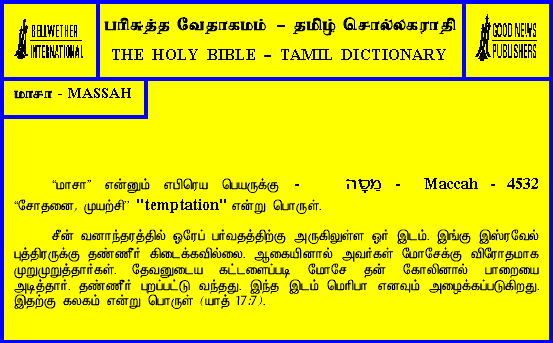 BELLWETHER
INTERNATIONAL
பரிசுத்த வேதாகமம் – தமிழ் சொல்லகராதி
THE HOLY BIBLE – TAMIL DICTIONARY
GOOD NEWS
PUBLISHERS
மாசா - MASSAH
“மாசா” என்னும் எபிரெய பெயருக்கு - מַסָּה - Maccah - 4532
“சோதனை, முயற்சி” "temptation" என்று பொருள்.
சீன் வனாந்தரத்தில் ஓரேப் பர்வதத்திற்கு அருகிலுள்ள ஓர் இடம். இங்கு இஸ்ரவேல்
புத்திரருக்கு தண்ணீர் கிடைக்கவில்லை. ஆகையினால் அவர்கள் மோசேக்கு விரோதமாக
முறுமுறுத்தார்கள். தேவனுடைய கட்டளைப்படி மோசே தன் கோலினால் பாறையை
அடித்தார். தண்ணீர் புறப்பட்டு வந்தது. இந்த இடம் மெரிபா எனவும் அழைக்கப்படுகிறது.
இதற்கு கலகம் என்று பொருள் (யாத் 17:7).